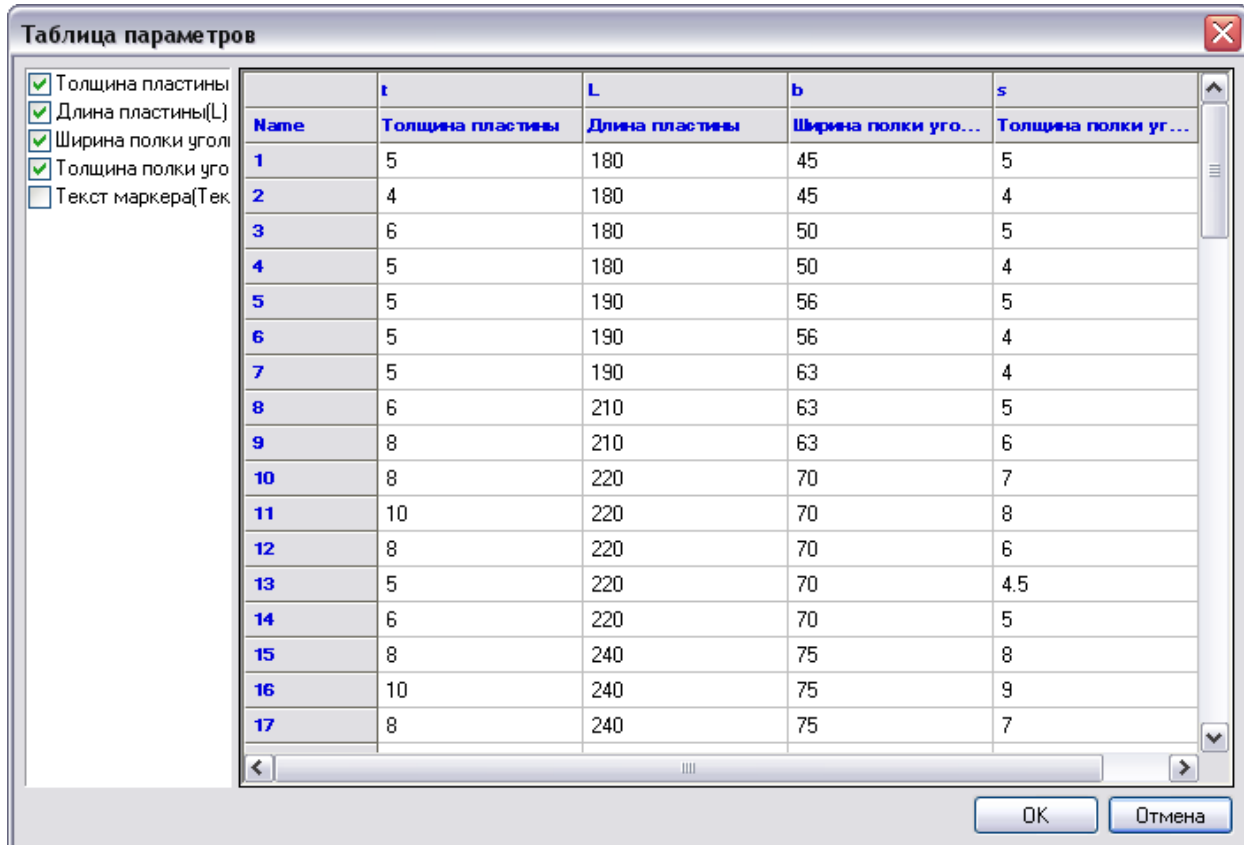 Таблица параметров
Толщина пластины
Длина пластины(L)
Ширина полки угол
Толщина полки уго
Текст маркера(Тек
t L b s
Name Толщина пластины Длина пластины Ширина полки уго... Толщина полки уг...
1 5 180 45 5
2 4 180 45 4
3 6 180 50 5
4 5 180 50 4
5 5 190 56 5
6 5 190 56 4
7 5 190 63 4
8 6 210 63 5
9 8 210 63 6
10 8 220 70 7
11 10 220 70 8
12 8 220 70 6
13 5 220 70 4.5
14 6 220 70 5
15 8 240 75 8
16 10 240 75 9
17 8 240 75 7
OK Отмена